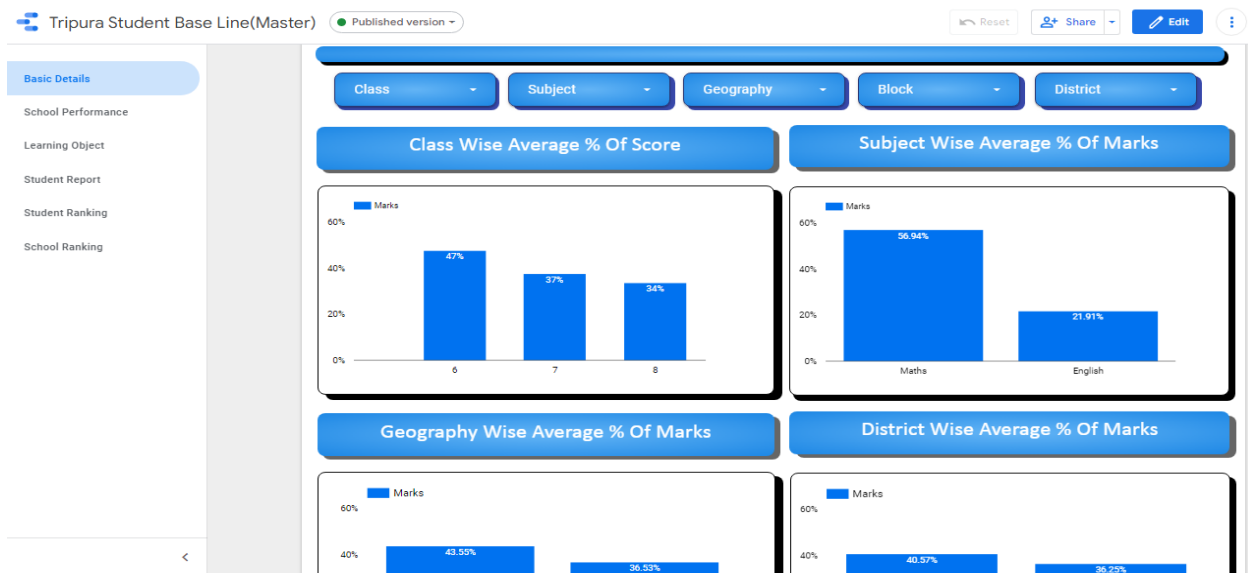 Tripura Student Base Line(Master)
Published version
Reset
Share
Edit
Basic Details
School Performance
Learning Object
Student Report
Student Ranking
School Ranking
Class
Subject
Geography
Block
District
Class Wise Average % Of Score
Marks
60%
40%
20%
0%
47%
37%
34%
6
7
8
Subject Wise Average % Of Marks
Marks
60%
40%
20%
0%
56.94%
21.91%
Maths
English
Geography Wise Average % Of Marks
Marks
60%
40%
43.55%
36.53%
District Wise Average % Of Marks
Marks
60%
40%
40.57%
36.25%